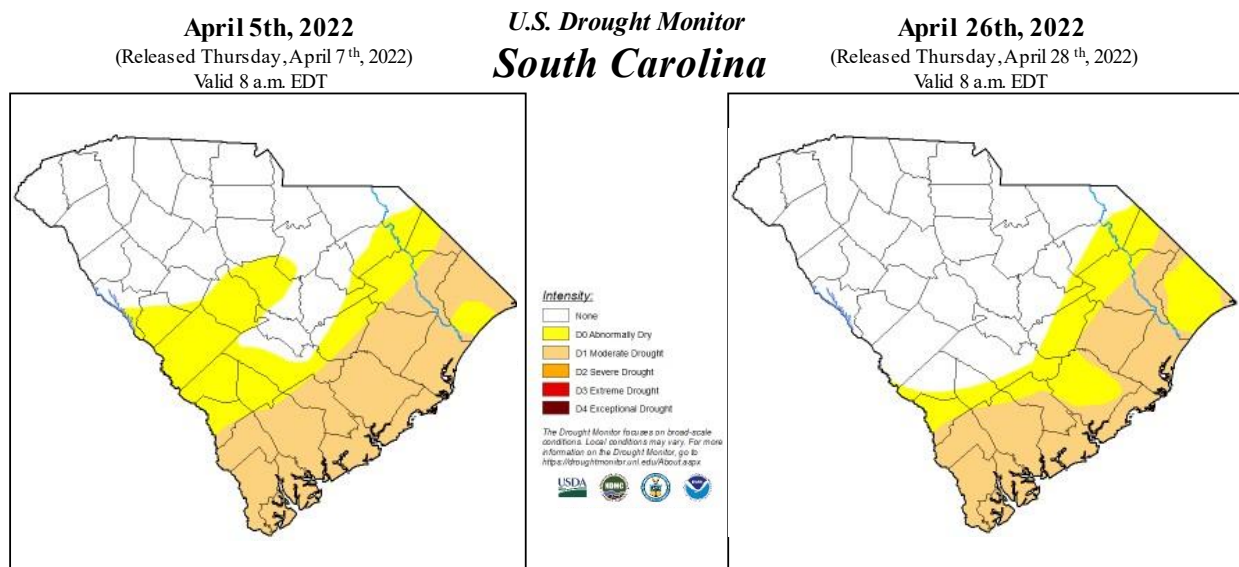 April 5th, 2022
(Released Thursday, April 7th, 2022)
Valid 8 a.m. EDT
U.S. Drought Monitor
South Carolina
April 26th, 2022
(Released Thursday, April 28th, 2022)
Valid 8 a.m. EDT
Intensity:
None
D0 Abnormally Dry
D1 Moderate Drought
D2 Severe Drought
D3 Extreme Drought
D4 Exceptional Drought
The Drought Monitor focuses on broad-scale
conditions. Local conditions may vary. For more
information on the Drought Monitor, go to
https://droughtmonitor.unl.edu/About.aspx
USDA
NDMC